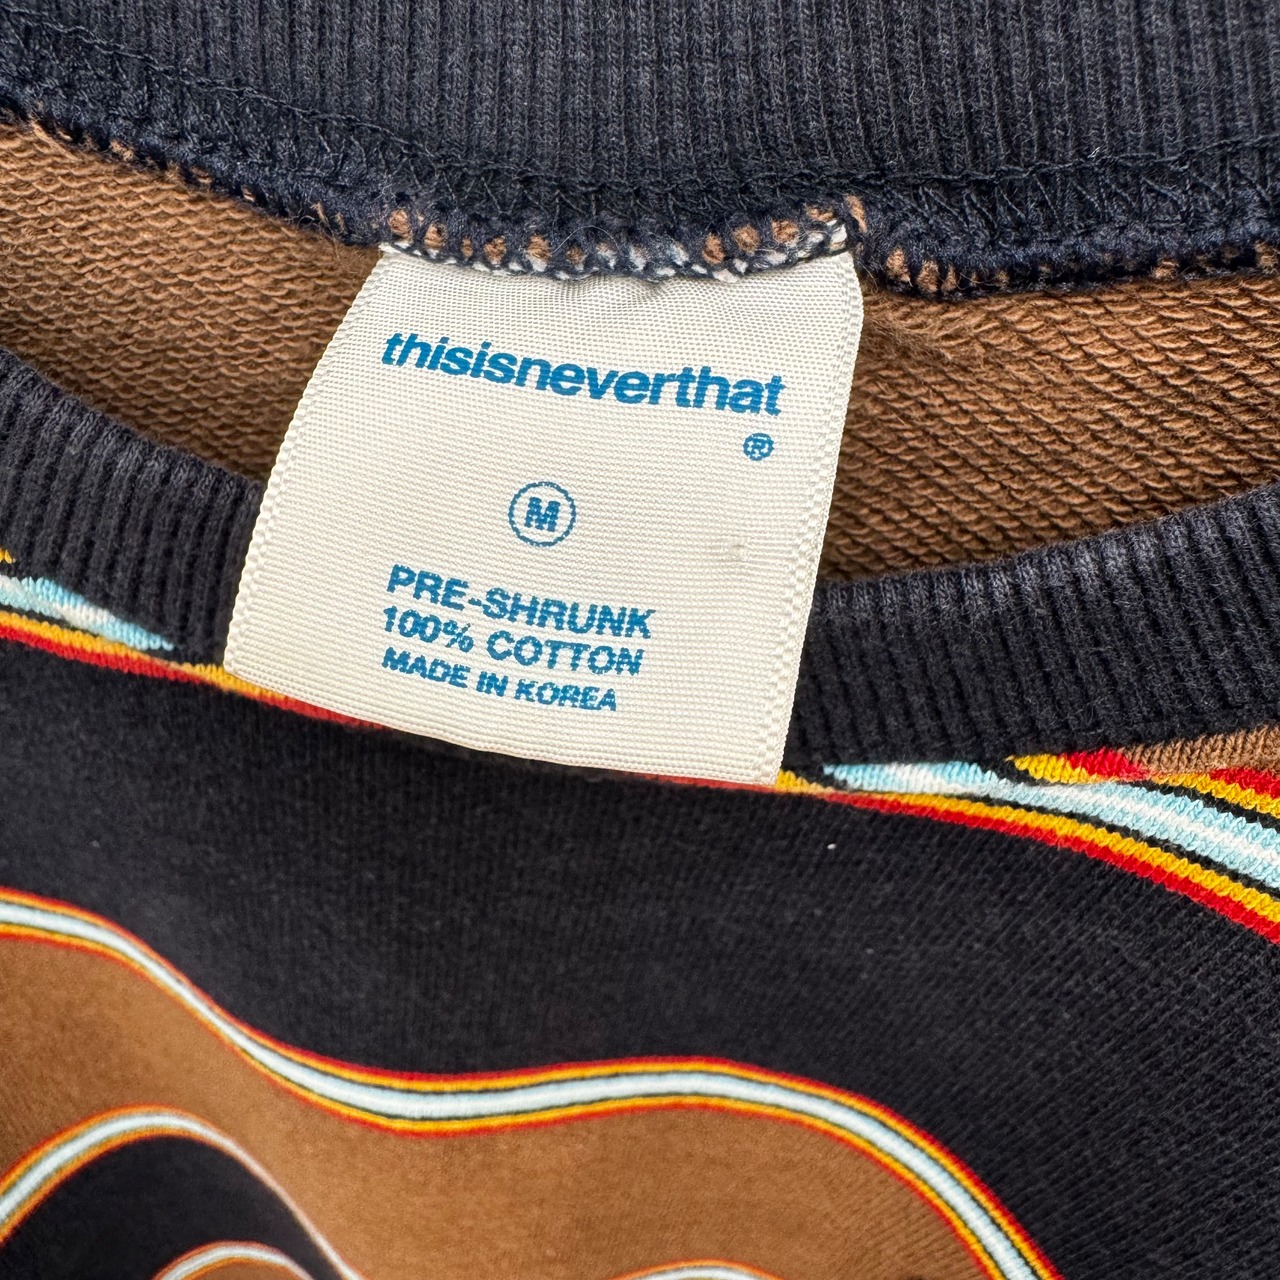 thisisneverthat
®
M
PRE-SHRUNK
100% COTTON
MADE IN KOREA